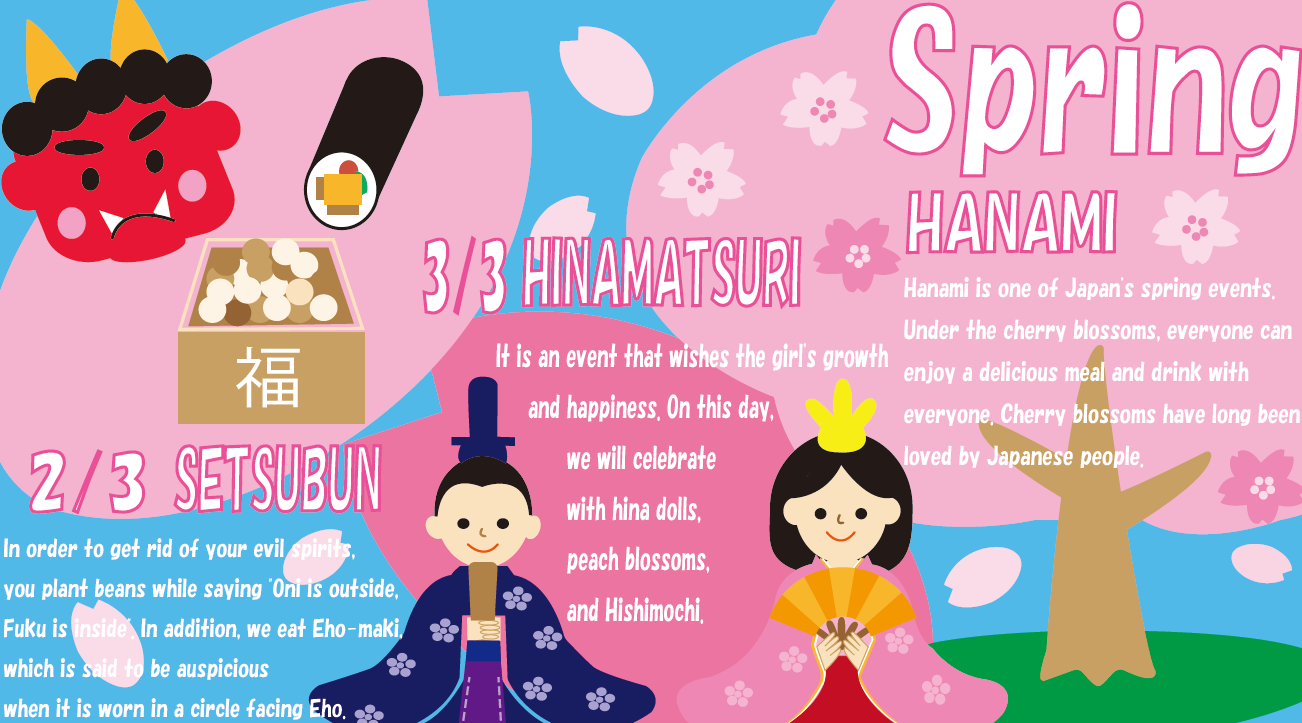 Spring
HANAMI
Hanami is one of Japan's spring events.
Under the cherry blossoms, everyone can
enjoy a delicious meal and drink with
everyone. Cherry blossoms have long been
loved by Japanese people.
3/3 HINAMATSURI
It is an event that wishes the girl's growth
and happiness. On this day,
we will celebrate
with hina dolls,
peach blossoms,
and Hishimochi.
福
2/3 SETSUBUN
In order to get rid of your evil spirits,
you plant beans while saying "Oni is outside,
Fuku is inside". In addition, we eat Eho-maki,
which is said to be auspicious
when it is worn in a circle facing Eho.